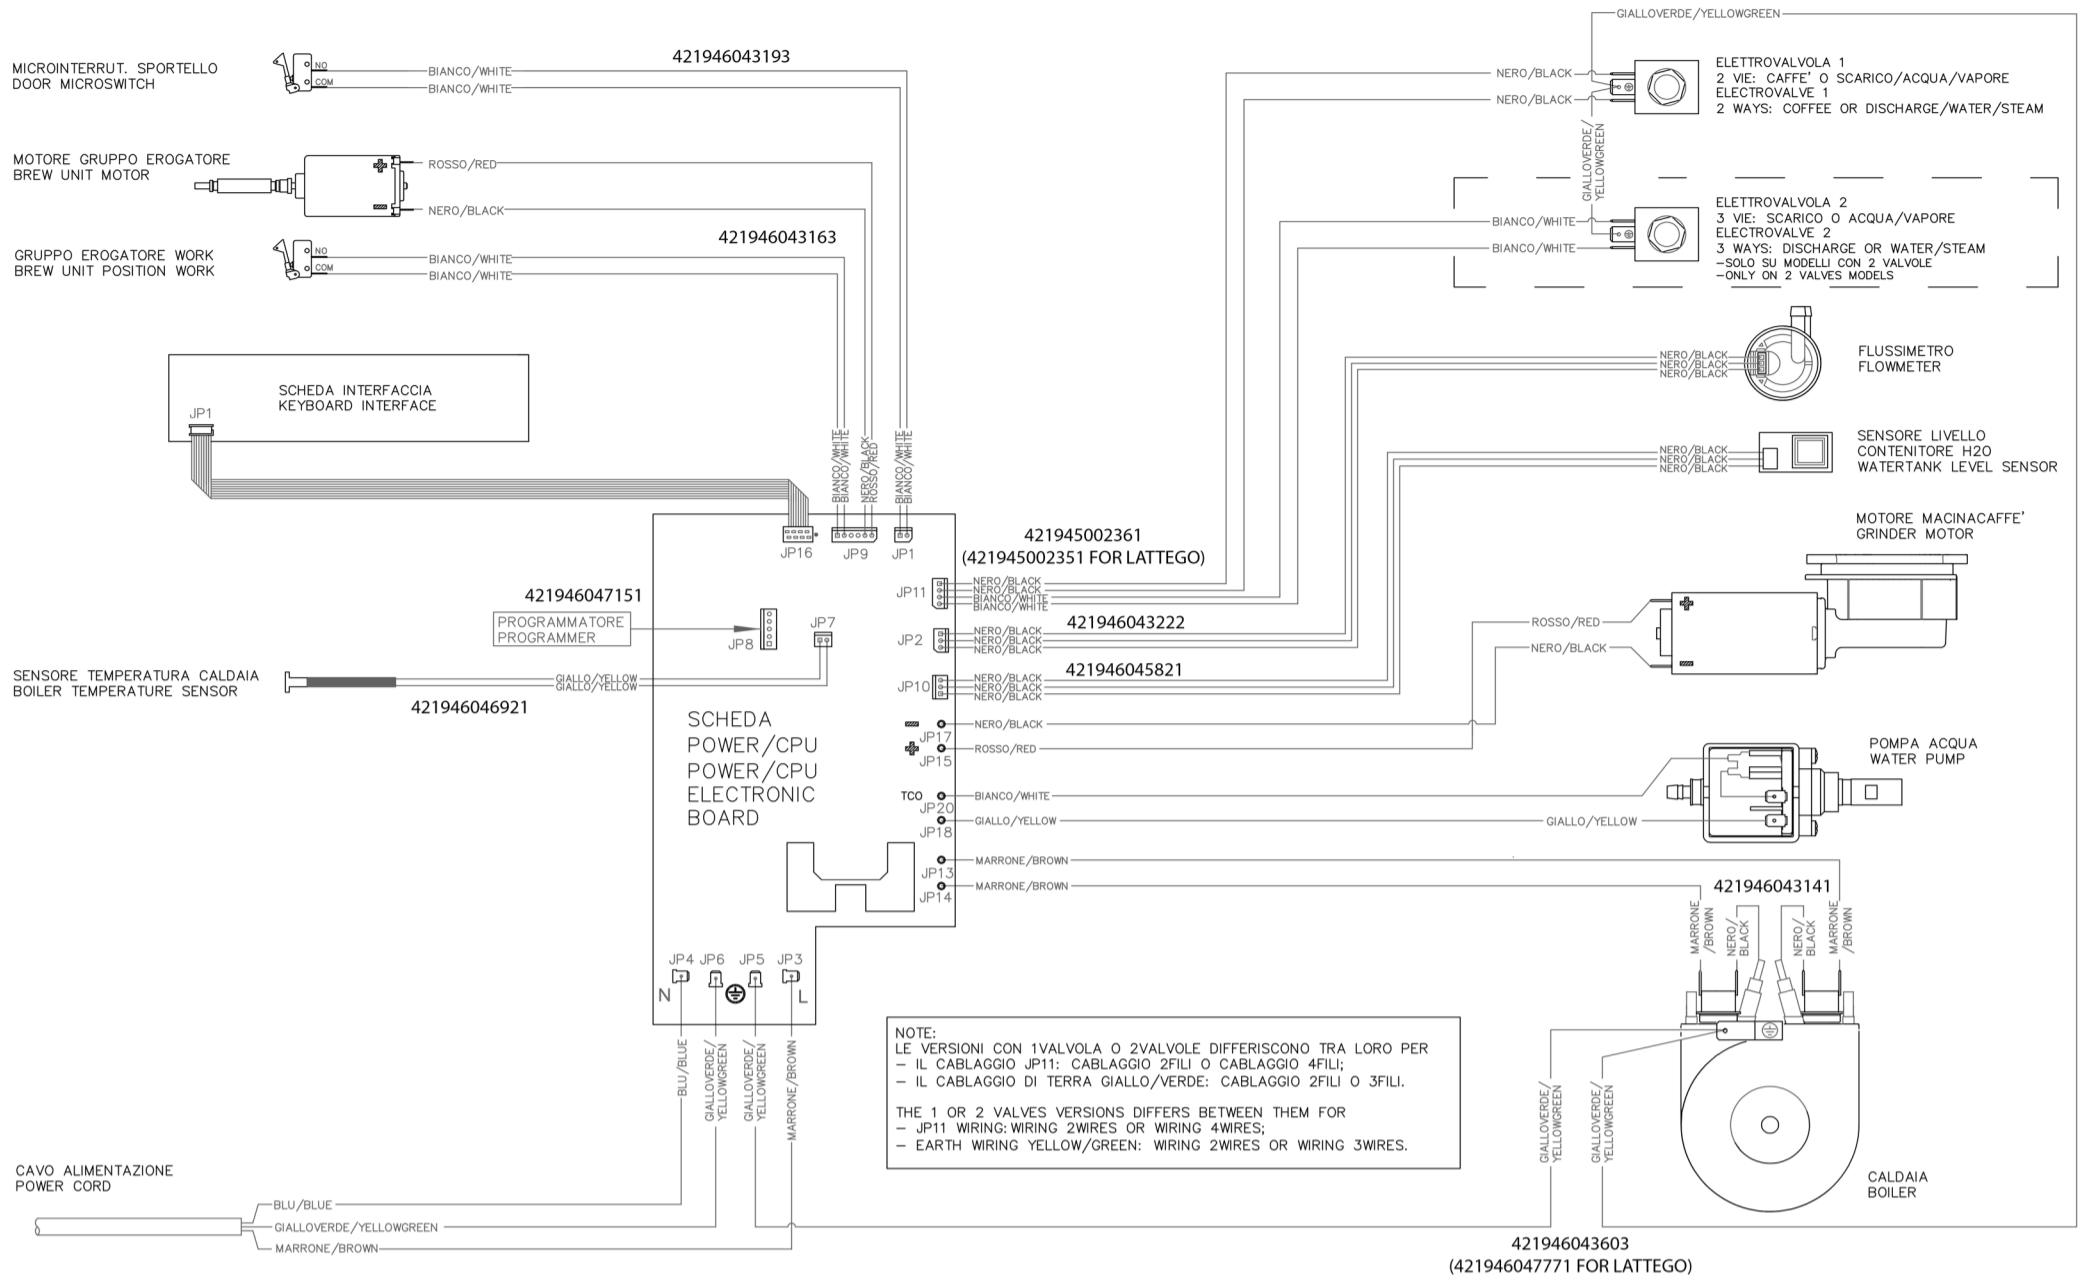 GIALLOVERDE/YELLOWGREEN
MICROINTERRUT. SPORTELLO
DOOR MICROSWITCH
NO
COM
BIANCO/WHITE
BIANCO/WHITE
421946043193
MOTORE GRUPPO EROGATORE
BREW UNIT MOTOR
ROSSO/RED
NERO/BLACK
421946043163
GRUPPO EROGATORE WORK
BREW UNIT POSITION WORK
NO
COM
BIANCO/WHITE
BIANCO/WHITE
SCHEDA INTERFACCIA
KEYBOARD INTERFACE
JP1
BIANCO/WHITE
BIANCO/WHITE
NERO/BLACK
ROSSO/RED
BIANCO/WHITE
BIANCO/WHITE
JP16
JP9
JP1
NERO/BLACK
NERO/BLACK
ELETTROVALVOLA 1
2 VIE: CAFFE' O SCARICO/ACQUA/VAPORE
ELECTROVALVE 1
2 WAYS: COFFEE OR DISCHARGE/WATER/STEAM
GIALLOVERDE/
YELLOWGREEN
BIANCO/WHITE
BIANCO/WHITE
ELETTROVALVOLA 2
3 VIE: SCARICO O ACQUA/VAPORE
ELECTROVALVE 2
3 WAYS: DISCHARGE OR WATER/STEAM
-SOLO SU MODELLI CON 2 VALVOLE
-ONLY ON 2 VALVES MODELS
NERO/BLACK
NERO/BLACK
NERO/BLACK
FLUSSIMETRO
FLOWMETER
NERO/BLACK
NERO/BLACK
NERO/BLACK
SENSORE LIVELLO
CONTENITORE H2O
WATERTANK LEVEL SENSOR
MOTORE MACINACAFFE'
GRINDER MOTOR
ROSSO/RED
NERO/BLACK
421945002361
(421945002351 FOR LATTEGO)
JP11
NERO/BLACK
NERO/BLACK
BIANCO/WHITE
BIANCO/WHITE
421946043222
JP2
NERO/BLACK
NERO/BLACK
NERO/BLACK
421946045821
JP10
NERO/BLACK
NERO/BLACK
NERO/BLACK
NERO/BLACK
JP17
ROSSO/RED
JP15
TCO
BIANCO/WHITE
JP20
GIALLO/YELLOW
GIALLO/YELLOW
JP18
POMPA ACQUA
WATER PUMP
MARRONE/BROWN
JP13
MARRONE/BROWN
JP14
421946047151
PROGRAMMATORE
PROGRAMMER
JP8
JP7
SENSORE TEMPERATURA CALDAIA
BOILER TEMPERATURE SENSOR
GIALLO/YELLOW
GIALLO/YELLOW
421946046921
SCHEDA
POWER/CPU
POWER/CPU
ELECTRONIC
BOARD
421946043141
MARRONE
/BROWN
NERO/
BLACK
NERO/
BLACK
MARRONE
/BROWN
JP4
JP6
JP5
JP3
N
L
BLU/BLUE
GIALLOVERDE/
YELLOWGREEN
GIALLOVERDE/
YELLOWGREEN
MARRONE/BROWN
NOTE:
LE VERSIONI CON 1VALVOLA O 2VALVOLE DIFFERISCONO TRA LORO PER
- IL CABLAGGIO JP11: CABLAGGIO 2FILI O CABLAGGIO 4FILI;
- IL CABLAGGIO DI TERRA GIALLO/VERDE: CABLAGGIO 2FILI O 3FILI.
THE 1 OR 2 VALVES VERSIONS DIFFERS BETWEEN THEM FOR
- JP11 WIRING: WIRING 2WIRES OR WIRING 4WIRES;
- EARTH WIRING YELLOW/GREEN: WIRING 2WIRES OR WIRING 3WIRES.
GIALLOVERDE/
YELLOWGREEN
GIALLOVERDE/
YELLOWGREEN
CALDAIA
BOILER
CAVO ALIMENTAZIONE
POWER CORD
BLU/BLUE
GIALLOVERDE/YELLOWGREEN
MARRONE/BROWN
421946043603
(421946047771 FOR LATTEGO)